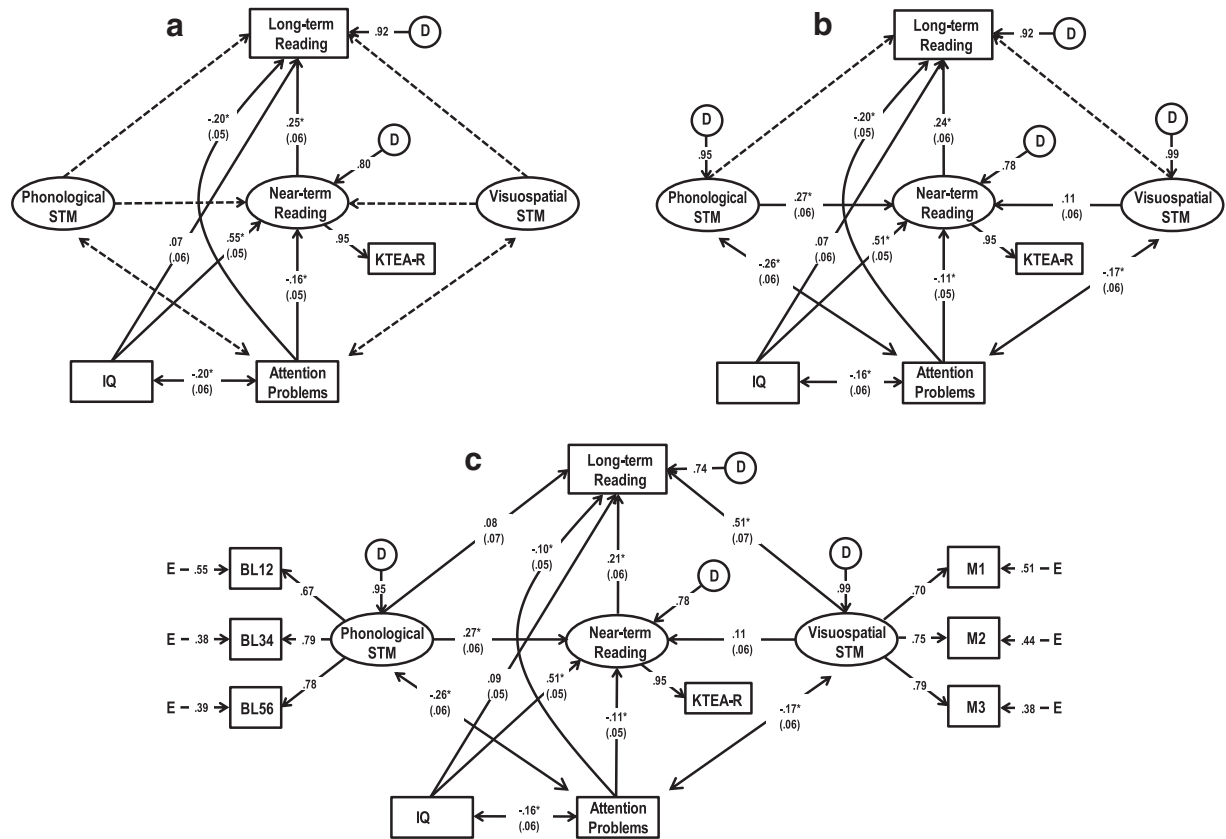 a
Long-term
Reading
.92
D
-.20*
(.05)
.25*
(.06)
D
.80
Phonological
STM
Near-term
Reading
Visuospatial
STM
.07
(.06)
.55*
(.05)
.95
KTEA-R
-.16*
(.05)
IQ
-.20*
(.06)
Attention
Problems
b
Long-term
Reading
.92
D
D
.95
-.20*
(.05)
.24*
(.06)
D
.78
D
.99
Phonological
STM
.27*
(.06)
Near-term
Reading
.11
(.06)
Visuospatial
STM
-.26*
(.06)
.07
(.06)
.51*
(.05)
.95
KTEA-R
-.11*
(.05)
-.17*
(.06)
IQ
-.16*
(.06)
Attention
Problems
c
Long-term
Reading
.74
D
.08
(.07)
.51*
(.07)
-.10*
(.05)
.21*
(.06)
E
.55
BL12
.67
D
.95
D
.78
D
.99
.70
M1
.51
E
E
.38
BL34
.79
Phonological
STM
.27*
(.06)
Near-term
Reading
.11
(.06)
Visuospatial
STM
.75
M2
.44
E
E
.39
BL56
.78
-.26*
(.06)
.09
(.05)
.51*
(.05)
.95
KTEA-R
-.11*
(.05)
-.17*
(.06)
.79
M3
.38
E
IQ
-.16*
(.06)
Attention
Problems